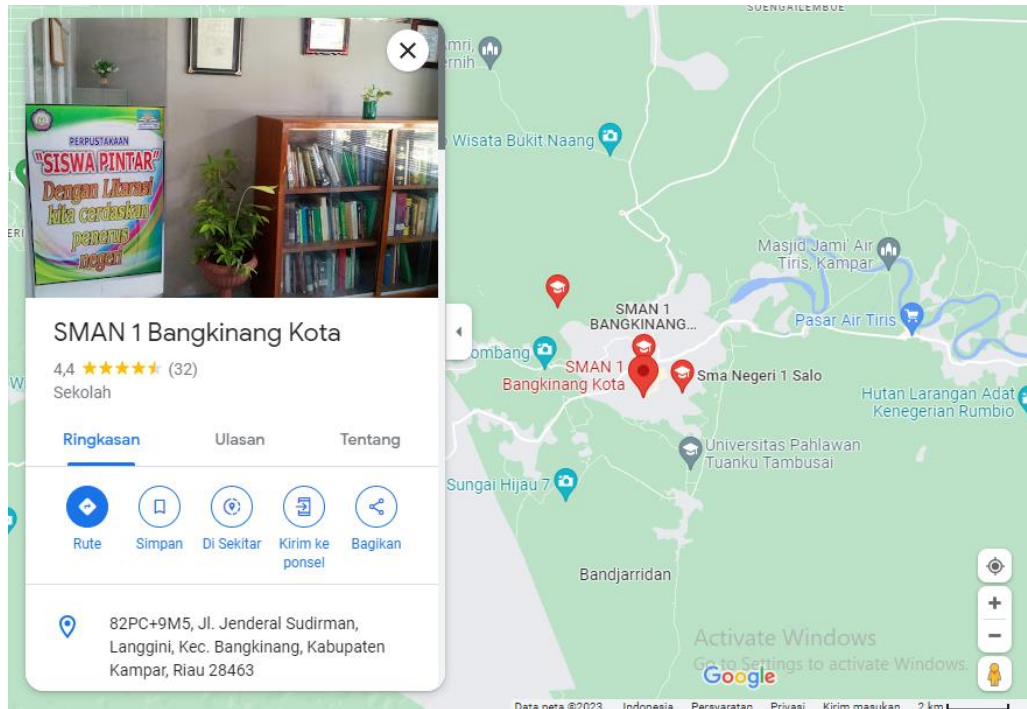 PERPUSTAKAAN
"SISWA PINTAR"
Dengan Litarasi
kita cerdaskan
penerus
negeri
SMAN 1 Bangkinang Kota
4,4 (32)
Sekolah
Ringkasan Ulasan Tentang
Rute Simpan Di Sekitar Kirim ke ponsel Bagikan
82PC+9M5, Jl. Jenderal Sudirman,
Langgini, Kec. Bangkinang, Kabupaten
Kampar, Riau 28463
SOENGAILEMBOE
Wisata Bukit Naang
Masjid Jami' Air
Tiris, Kampar
SMAN 1
BANGKINANG...
Pasar Air Tiris
ombang
SMAN 1
Bangkinang Kota
Sma Negeri 1 Salo
Hutan Larangan Adat
Kenegerian Rumbio
Universitas Pahlawan
Tuanku Tambusai
Sungai Hijau 7
Bandjarridan
Activate Windows
Go to Settings to activate Windows.
Google
Data peta ©2023 Indonesia Persyaratan Privasi Kirim masukan 2 km